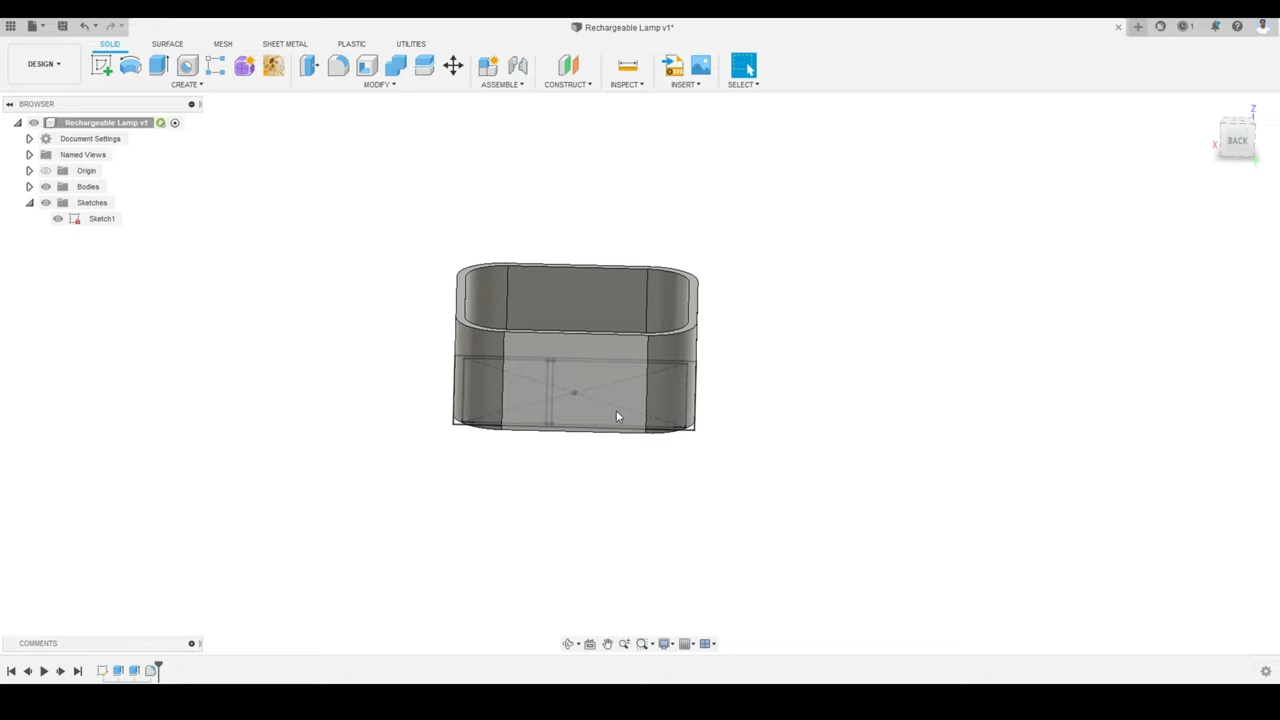 Rechargeable Lamp v1*
1
DESIGN
SOLID
SURFACE
MESH
SHEET METAL
PLASTIC
UTILITIES
CREATE
MODIFY
ASSEMBLE
CONSTRUCT
INSPECT
INSERT
SELECT
BROWSER
Rechargeable Lamp v1
Document Settings
Named Views
Origin
Bodies
Sketches
Sketch1
Z
X
BACK
COMMENTS